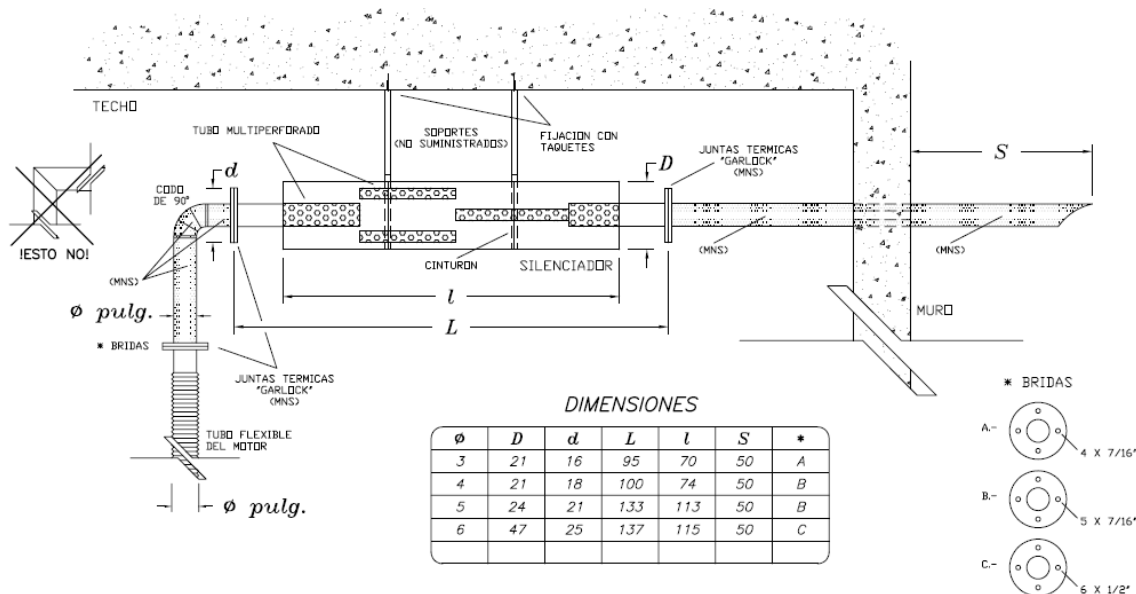 TECHO
TUBO MULTIPERFORADO
SOPORTES
(NO SUMINISTRADOS)
FIJACION CON
TAQUETES
d
D
JUNTAS TERMICAS
"GARLOCK"
(MNS)
S
CODO
DE 90°
!ESTO NO!
(MNS)
CINTURON
SILENCIADOR
(MNS)
(MNS)
l
L
MURO
ø pulg.
* BRIDAS
JUNTAS TERMICAS
"GARLOCK"
(MNS)
TUBO FLEXIBLE
DEL MOTOR
ø pulg.
DIMENSIONES
ø D d L l S *
3 21 16 95 70 50 A
4 21 18 100 74 50 B
5 24 21 133 113 50 B
6 47 25 137 115 50 C
* BRIDAS
A.-
4 X 7/16"
B.-
5 X 7/16"
C.-
6 X 1/2"